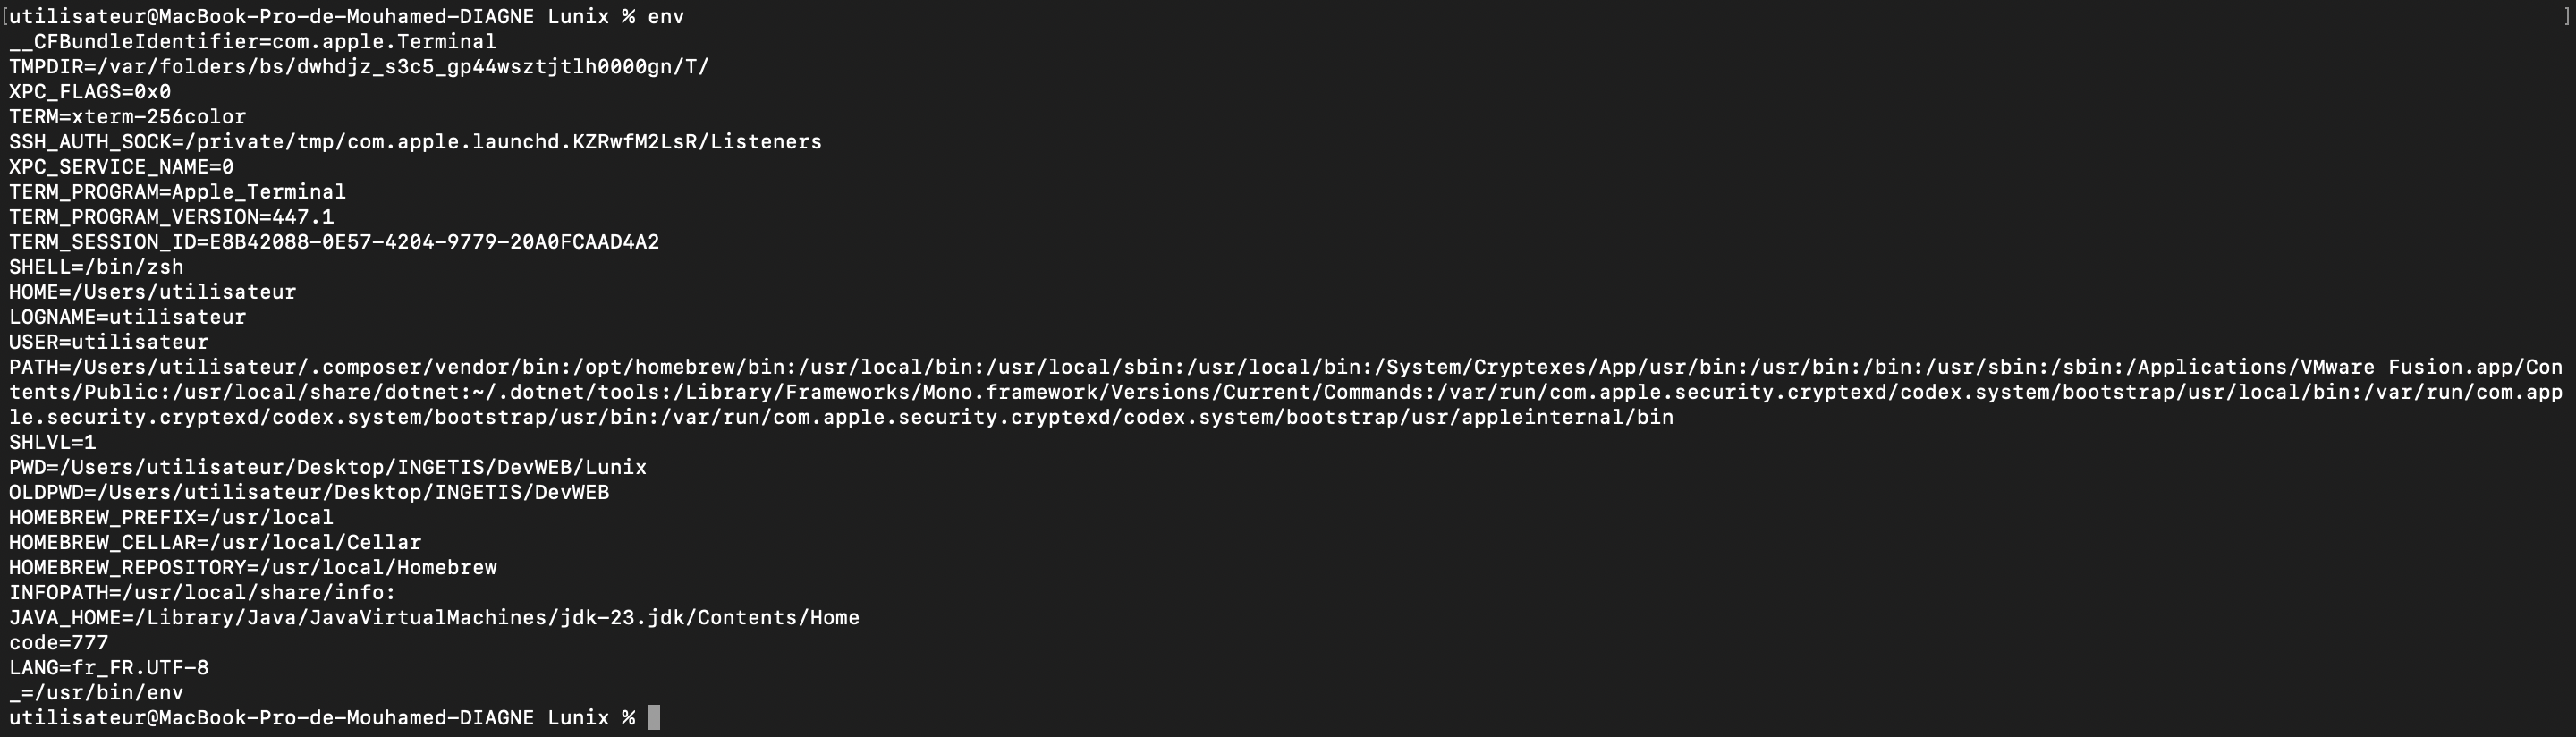 [utilisateur@MacBook-Pro-de-Mouhamed-DIAGNE Lunix % env ]
__CFBundleIdentifier=com.apple.Terminal
TMPDIR=/var/folders/bs/dwhdjz_s3c5_gp44wsztjtlh0000gn/T/
XPC_FLAGS=0x0
TERM=xterm-256color
SSH_AUTH_SOCK=/private/tmp/com.apple.launchd.KZRwfM2LsR/Listeners
XPC_SERVICE_NAME=0
TERM_PROGRAM=Apple_Terminal
TERM_PROGRAM_VERSION=447.1
TERM_SESSION_ID=E8B42088-0E57-4204-9779-20A0FCAAD4A2
SHELL=/bin/zsh
HOME=/Users/utilisateur
LOGNAME=utilisateur
USER=utilisateur
PATH=/Users/utilisateur/.composer/vendor/bin:/opt/homebrew/bin:/usr/local/bin:/usr/local/sbin:/usr/local/bin:/System/Cryptexes/App/usr/bin:/usr/bin:/bin:/usr/sbin:/sbin:/Applications/VMware Fusion.app/Con
tents/Public:/usr/local/share/dotnet:~/.dotnet/tools:/Library/Frameworks/Mono.framework/Versions/Current/Commands:/var/run/com.apple.security.cryptexd/codex.system/bootstrap/usr/local/bin:/var/run/com.app
le.security.cryptexd/codex.system/bootstrap/usr/bin:/var/run/com.apple.security.cryptexd/codex.system/bootstrap/usr/appleinternal/bin
SHLVL=1
PWD=/Users/utilisateur/Desktop/INGETIS/DevWEB/Lunix
OLDPWD=/Users/utilisateur/Desktop/INGETIS/DevWEB
HOMEBREW_PREFIX=/usr/local
HOMEBREW_CELLAR=/usr/local/Cellar
HOMEBREW_REPOSITORY=/usr/local/Homebrew
INFOPATH=/usr/local/share/info:
JAVA_HOME=/Library/Java/JavaVirtualMachines/jdk-23.jdk/Contents/Home
code=777
LANG=fr_FR.UTF-8
_=/usr/bin/env
utilisateur@MacBook-Pro-de-Mouhamed-DIAGNE Lunix %